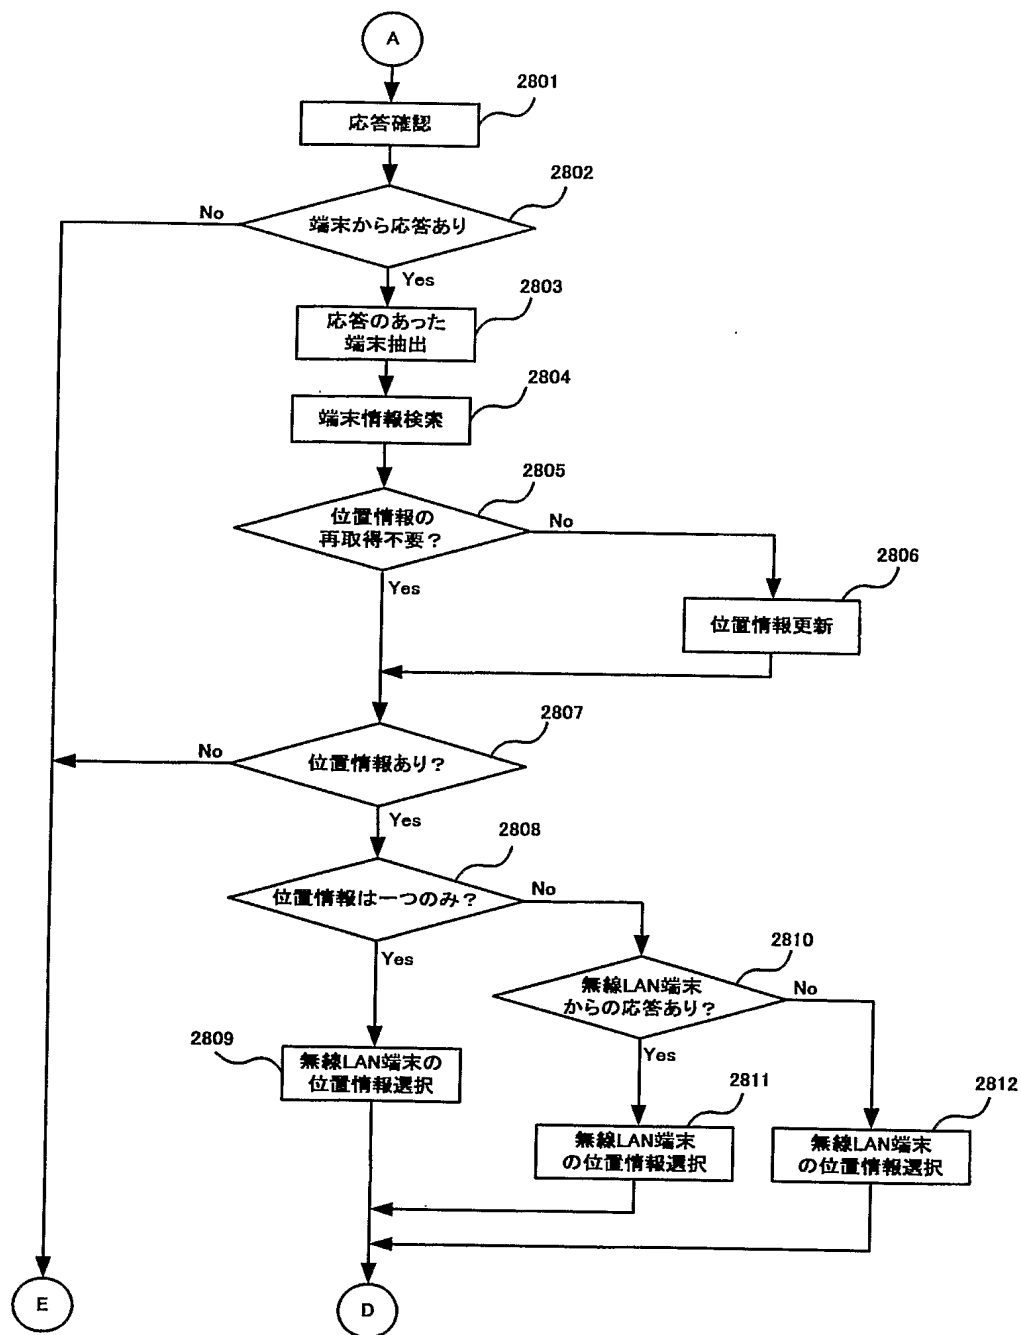 A
2801
応答確認
2802
No
端末から応答あり
Yes
2803
応答のあった
端末抽出
2804
端末情報検索
2805
位置情報の
再取得不要？
No
Yes
2806
位置情報更新
2807
No
位置情報あり？
Yes
2808
位置情報は一つのみ？
No
Yes
2810
無線LAN端末
からの応答あり？
No
2809
無線LAN端末の
位置情報選択
Yes
2811
無線LAN端末
の位置情報選択
2812
無線LAN端末
の位置情報選択
E
D